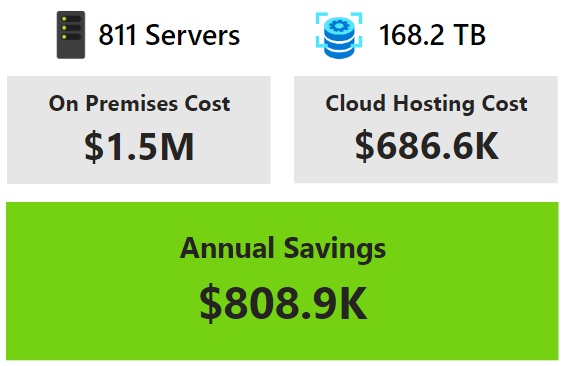 811 Servers 168.2 TB
On Premises Cost Cloud Hosting Cost
$1.5M $686.6K
Annual Savings
$808.9K